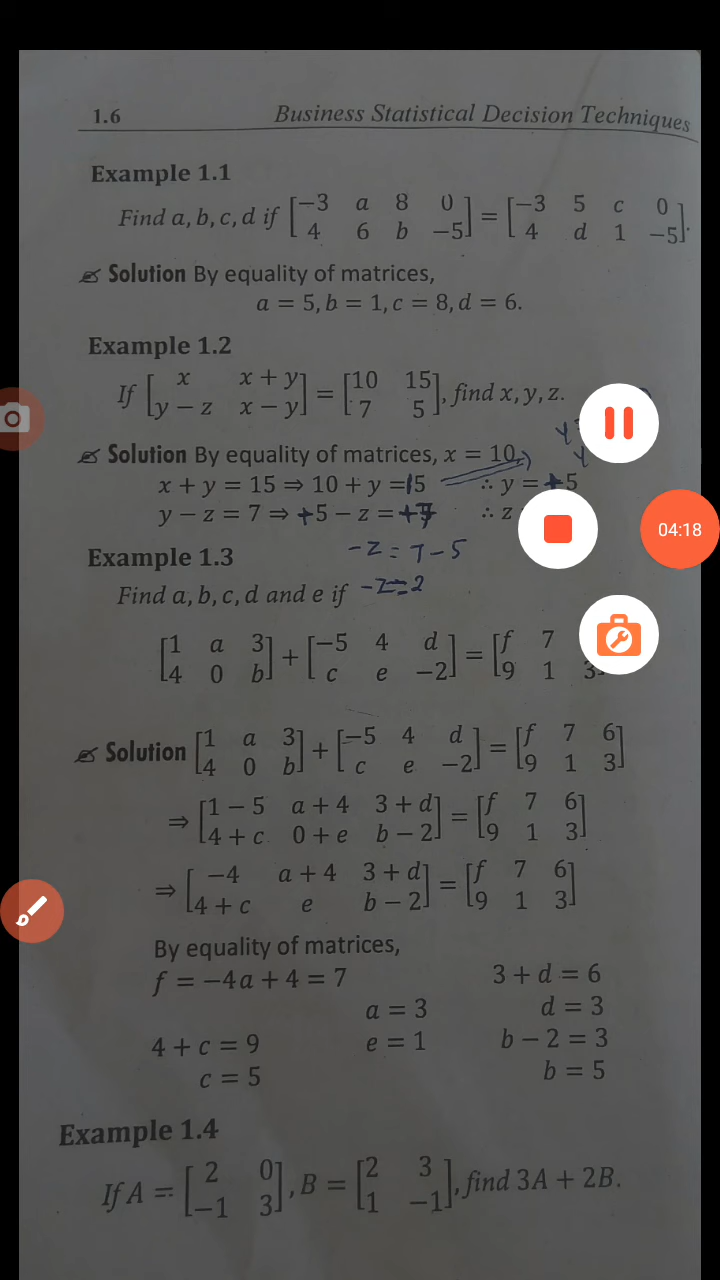 1.6 Business Statistical Decision Techniques
Example 1.1
Find a, b, c, d if [−3 a 8 0
4 6 b −5] = [−3 5 c 0
4 d 1 −5].
Solution By equality of matrices,
a = 5, b = 1, c = 8, d = 6.
Example 1.2
If [x x + y
y − z x − y] = [10 15
7 5], find x, y, z.
Solution By equality of matrices, x = 10,
x + y = 15 ⇒ 10 + y = 15 ∴ y = +5
y − z = 7 ⇒ +5 − z = +7 ∴ z
-z = 7-5
Example 1.3
-z=2
Find a, b, c, d and e if
[1 a 3
4 0 b] + [−5 4 d
c e −2] = [f 7
9 1 3]
Solution [1 a 3
4 0 b] + [−5 4 d
c e −2] = [f 7 6
9 1 3]
⇒ [1 − 5 a + 4 3 + d
4 + c 0 + e b − 2] = [f 7 6
9 1 3]
⇒ [−4 a + 4 3 + d
4 + c e b − 2] = [f 7 6
9 1 3]
By equality of matrices,
f = −4a + 4 = 7 3 + d = 6
a = 3 d = 3
4 + c = 9 e = 1 b − 2 = 3
c = 5 b = 5
Example 1.4
If A = [2 0
−1 3], B = [2 3
1 −1], find 3A + 2B.
04:18